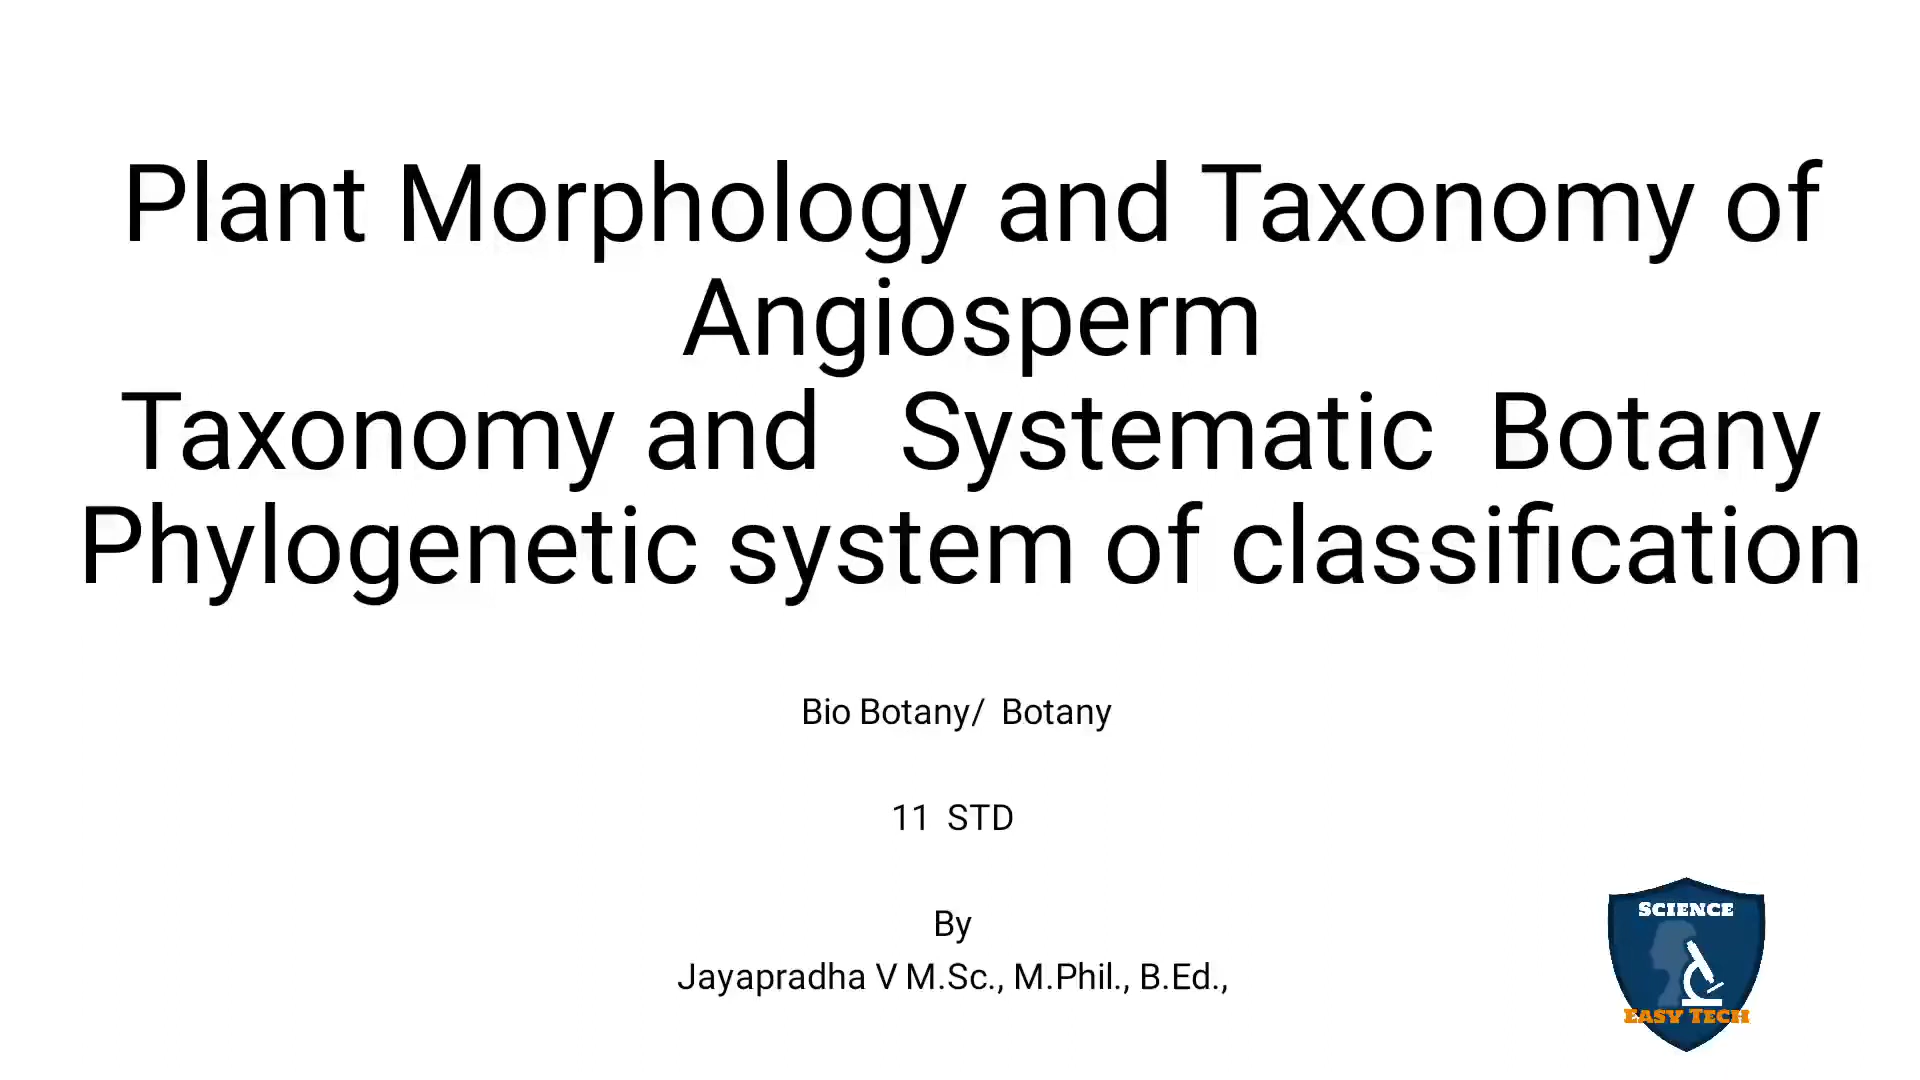 Plant Morphology and Taxonomy of
Angiosperm
Taxonomy and Systematic Botany
Phylogenetic system of classification
Bio Botany/ Botany
11 STD
By
Jayapradha V M.Sc., M.Phil., B.Ed.,
SCIENCE
EASY TECH